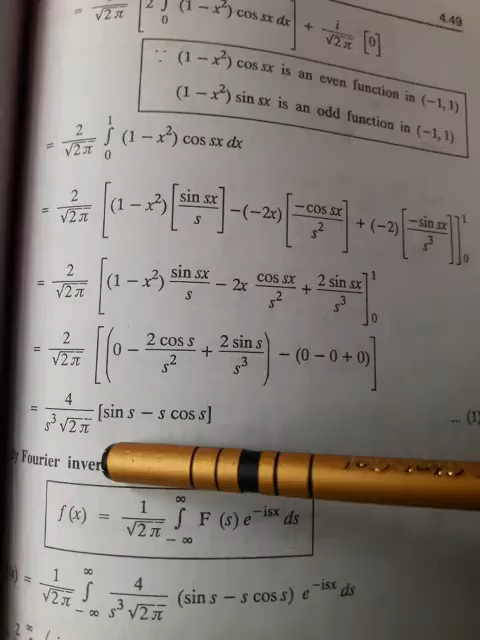 = 1/√2π [2 ∫₀¹ (1 − x²) cos sx dx] + i/√2π [0]
4.49
∵ (1 − x²) cos sx is an even function in (−1, 1)
(1 − x²) sin sx is an odd function in (−1, 1)
= 2/√2π ∫₀¹ (1 − x²) cos sx dx
= 2/√2π [(1 − x²) [sin sx/s] − (−2x) [−cos sx/s²] + (−2) [−sin sx/s³]]₀¹
= 2/√2π [(1 − x²) sin sx/s − 2x cos sx/s² + 2 sin sx/s³]₀¹
= 2/√2π [(0 − 2 cos s/s² + 2 sin s/s³) − (0 − 0 + 0)]
= 4/s³√2π [sin s − s cos s] ... (1)
Fourier inver
f(x) = 1/√2π ∫₋∞^∞ F (s) e^−isx ds
= 1/√2π ∫₋∞^∞ 4/s³√2π (sin s − s cos s) e^−isx ds
2 ∞